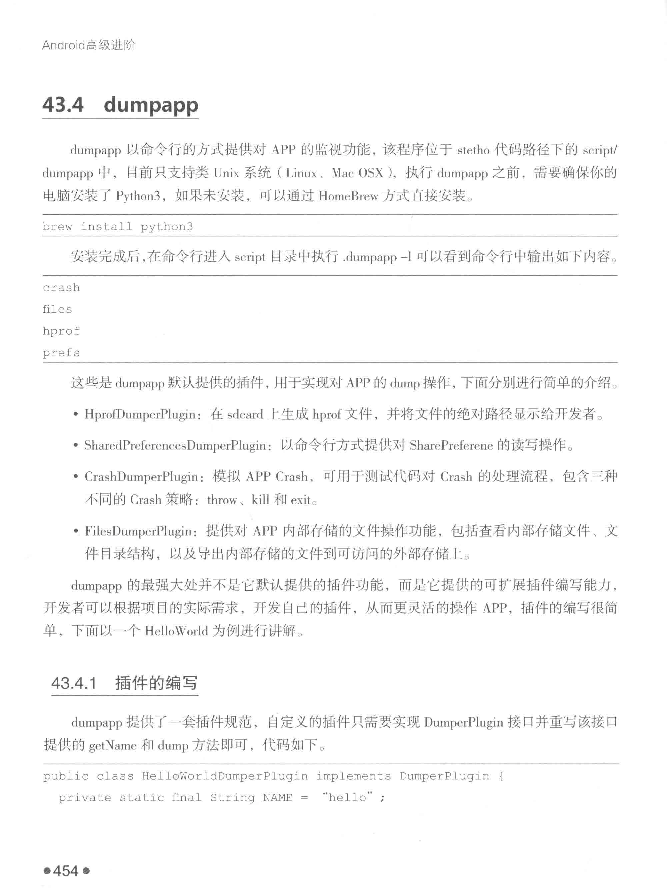 Android高级进阶
43.4 dumpapp
dumpapp 以命令行的方式提供对 APP 的监视功能，该程序位于 stetho 代码路径下的 script/
dumpapp 中，目前只支持类 Unix 系统（Linux、Mac OSX），执行 dumpapp 之前，需要确保你的
电脑安装了 Python3，如果未安装，可以通过 HomeBrew 方式直接安装。
brew install python3
安装完成后，在命令行进入 script 目录中执行 .dumpapp –l 可以看到命令行中输出如下内容。
crash
files
hprof
prefs
这些是 dumpapp 默认提供的插件，用于实现对 APP 的 dump 操作，下面分别进行简单的介绍。
• HprofDumperPlugin：在 sdcard 上生成 hprof 文件，并将文件的绝对路径显示给开发者。
• SharedPreferencesDumperPlugin：以命令行方式提供对 SharePreferene 的读写操作。
• CrashDumperPlugin：模拟 APP Crash，可用于测试代码对 Crash 的处理流程，包含三种
不同的 Crash 策略：throw、kill 和 exit。
• FilesDumperPlugin：提供对 APP 内部存储的文件操作功能，包括查看内部存储文件、文
件目录结构，以及导出内部存储的文件到可访问的外部存储上。
dumpapp 的最强大处并不是它默认提供的插件功能，而是它提供的可扩展插件编写能力，
开发者可以根据项目的实际需求，开发自己的插件，从而更灵活的操作 APP，插件的编写很简
单，下面以一个 HelloWorld 为例进行讲解。
43.4.1 插件的编写
dumpapp 提供了一套插件规范，自定义的插件只需要实现 DumperPlugin 接口并重写该接口
提供的 getName 和 dump 方法即可，代码如下。
public class HelloWorldDumperPlugin implements DumperPlugin {
private static final String NAME = “hello”;
•454•